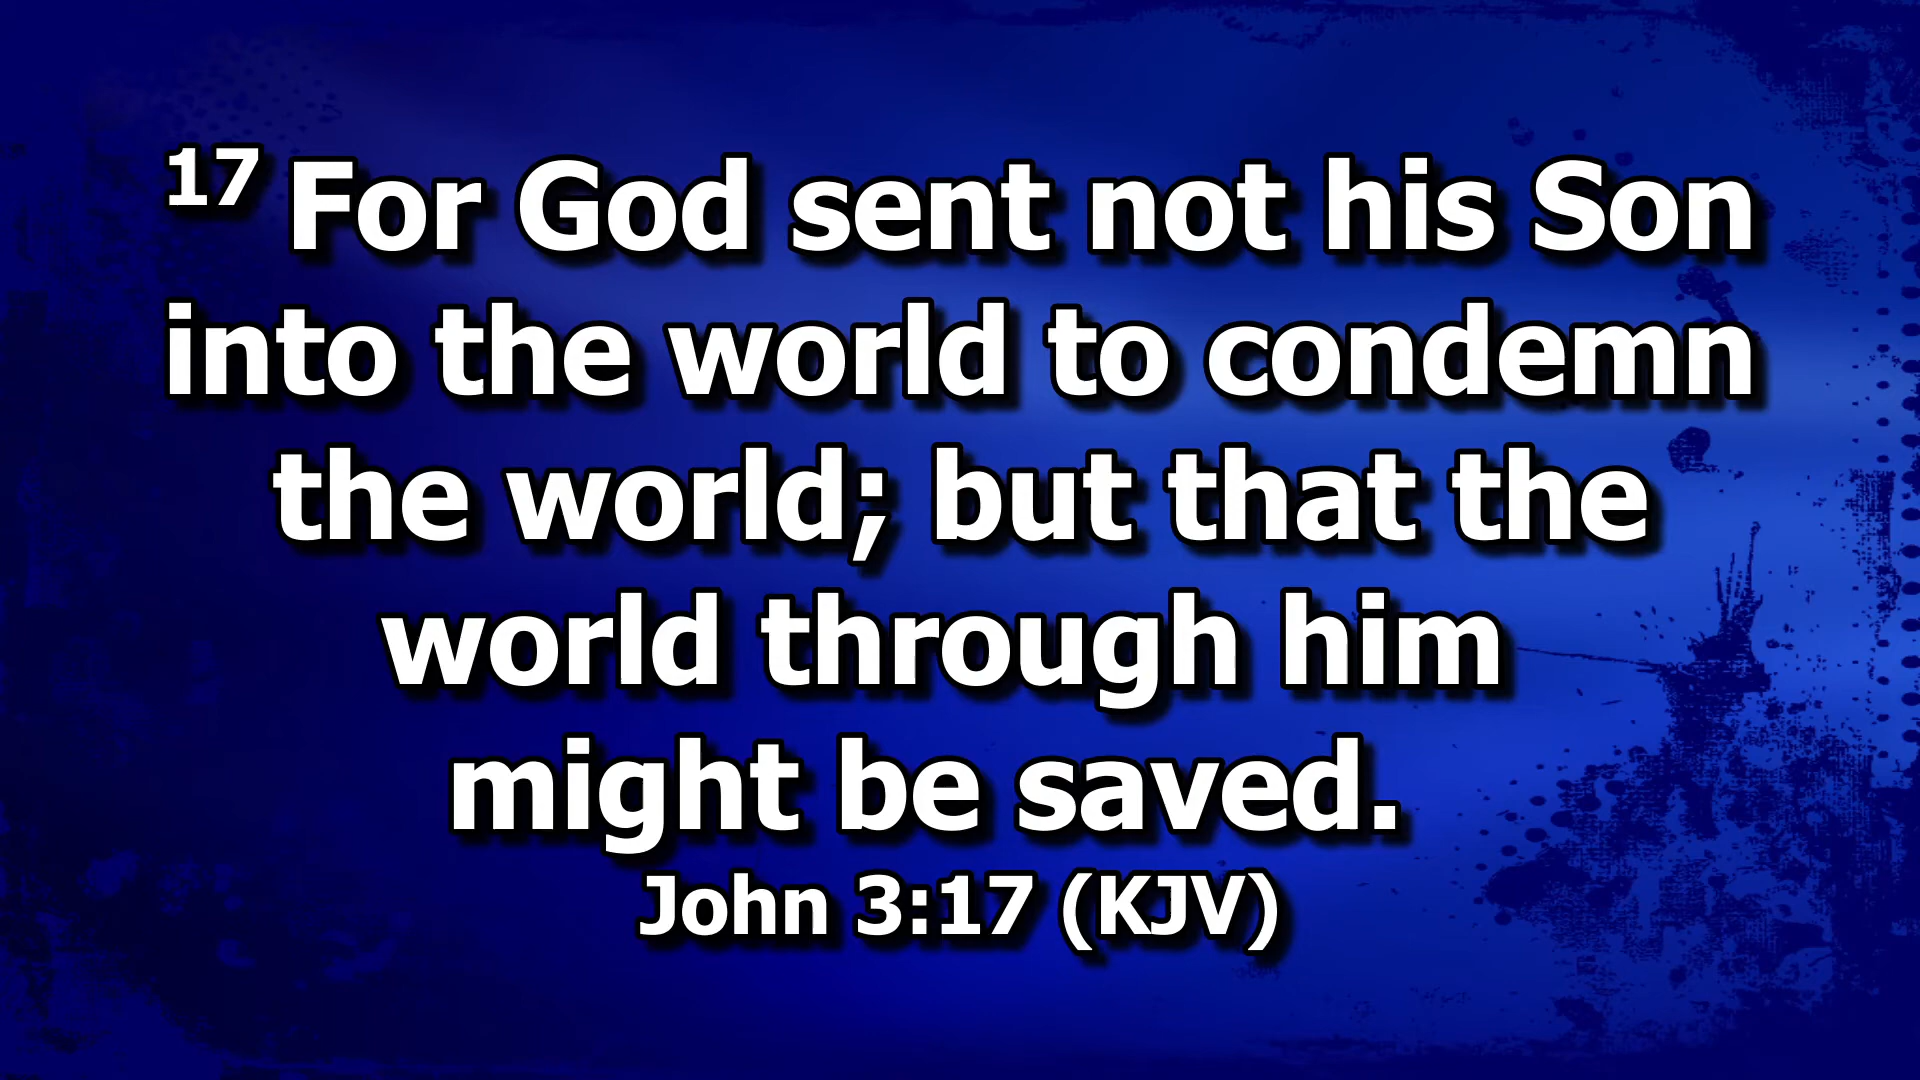 17 For God sent not his Son
into the world to condemn
the world; but that the
world through him
might be saved.
John 3:17 (KJV)